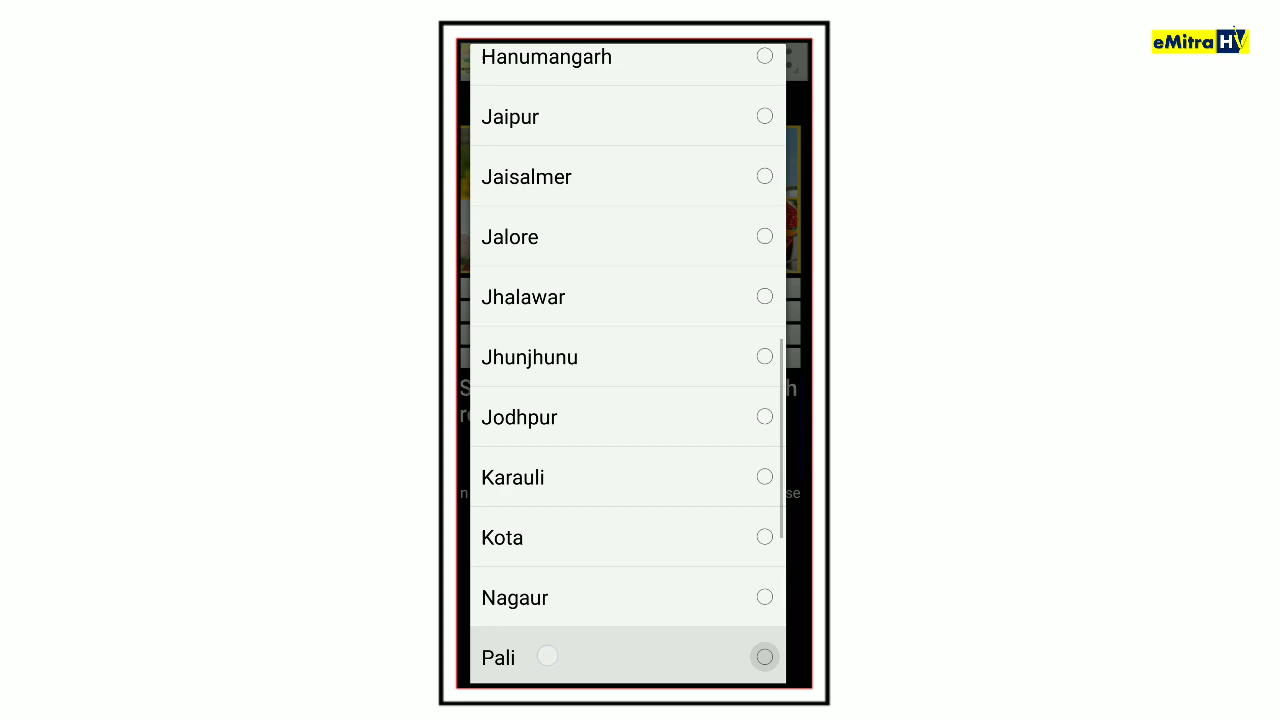 eMitra HV
Hanumangarh
Jaipur
Jaisalmer
Jalore
Jhalawar
Jhunjhunu
Jodhpur
Karauli
Kota
Nagaur
Pali